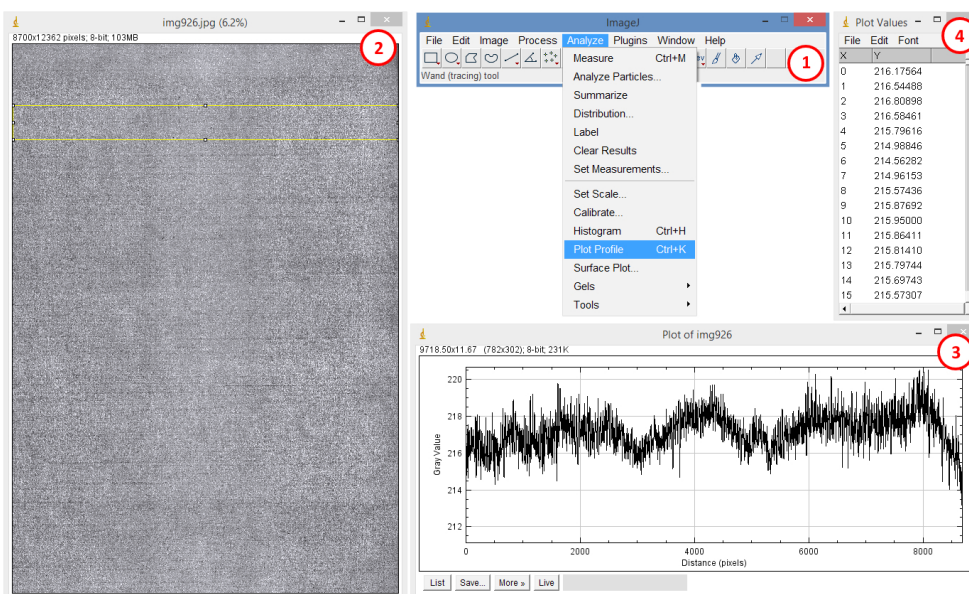 img926.jpg (6.2%)
8700x12362 pixels; 8-bit; 103MB
2
ImageJ
File Edit Image Process Analyze Plugins Window Help
Wand (tracing) tool
1
Measure Ctrl+M
Analyze Particles...
Summarize
Distribution...
Label
Clear Results
Set Measurements...
Set Scale...
Calibrate...
Histogram Ctrl+H
Plot Profile Ctrl+K
Surface Plot...
Gels
Tools
Plot Values
4
File Edit Font
X Y
0 216.17564
1 216.54488
2 216.80898
3 216.58461
4 215.79616
5 214.98846
6 214.56282
7 214.96153
8 215.57436
9 215.87692
10 215.95000
11 215.86411
12 215.81410
13 215.79744
14 215.69743
15 215.57307
Plot of img926
9718.50x11.67 (782x302); 8-bit; 231K
3
220
218
216
214
212
Gray Value
0 2000 4000 6000 8000
Distance (pixels)
List Save... More » Live